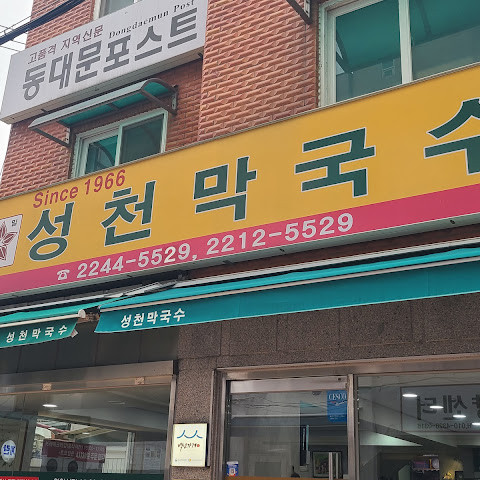 고품격 지역신문
Dongdaemun Post
동대문포스트
Since 1966
성천막국수
☎ 2244-5529, 2212-5529
성천막국수
성천막국수
CESCO